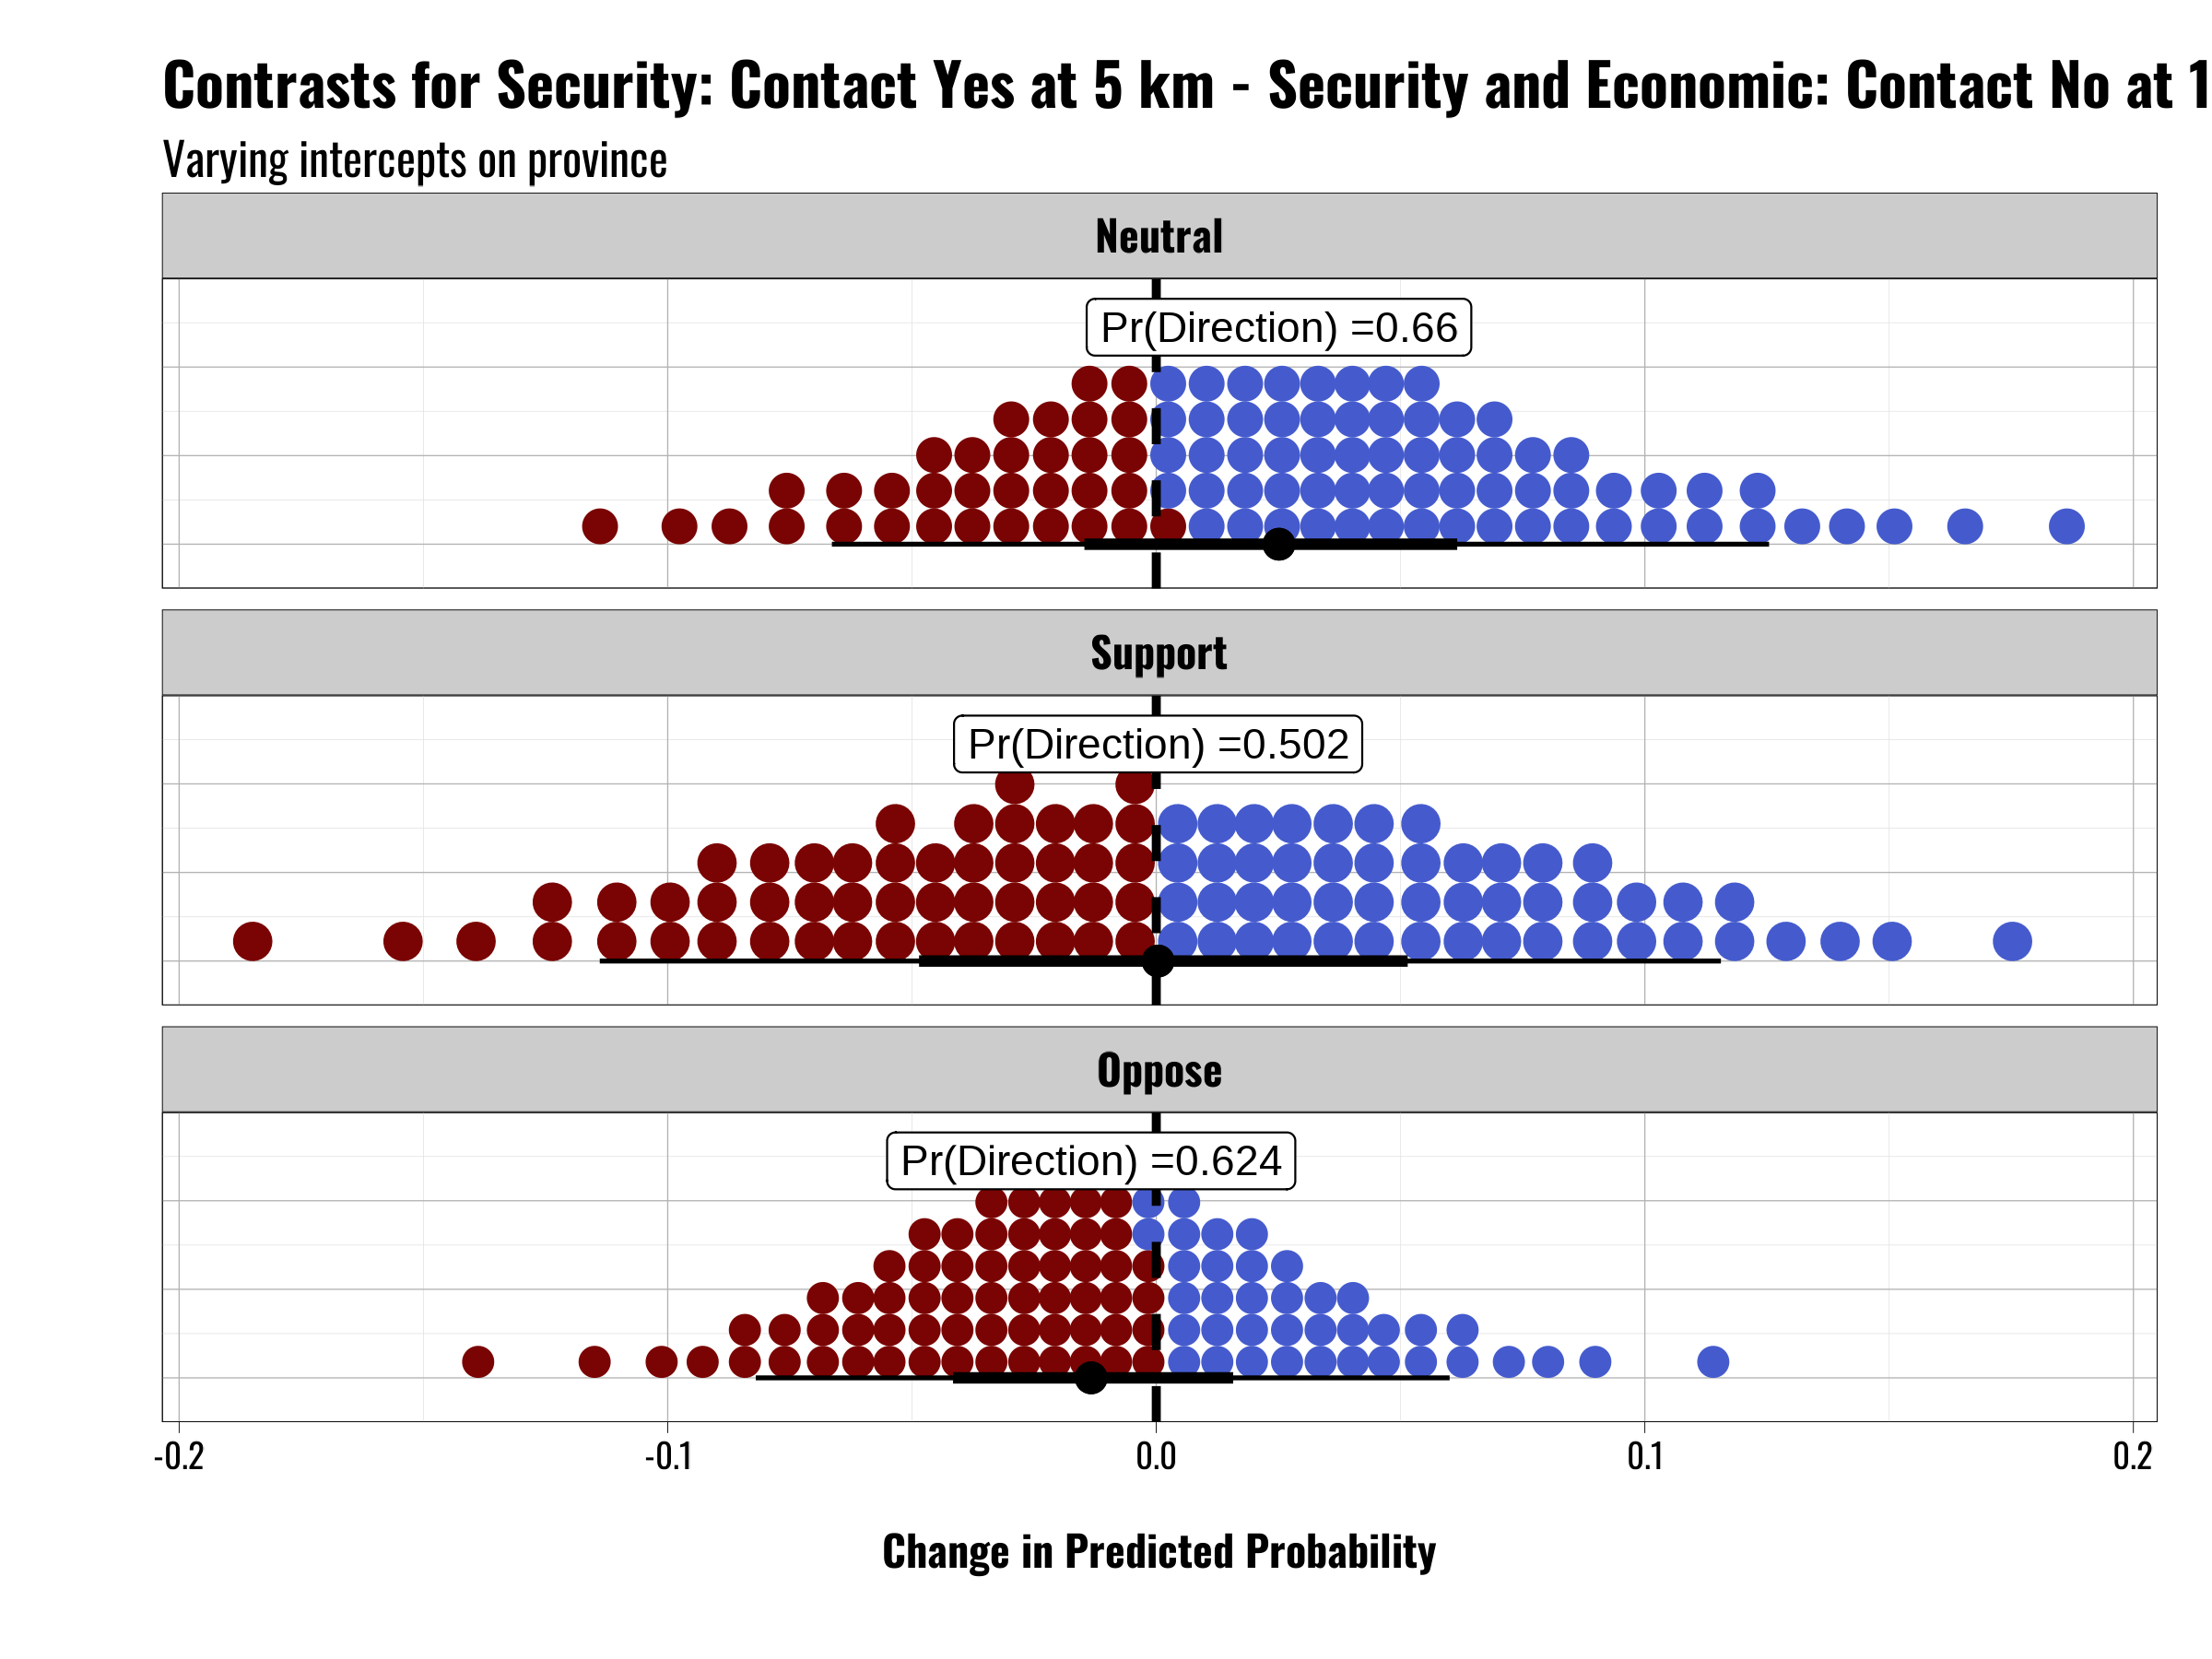 Contrasts for Security: Contact Yes at 5 km - Security and Economic: Contact No at 1
Varying intercepts on province
Neutral
Pr(Direction) =0.66
Support
Pr(Direction) =0.502
Oppose
Pr(Direction) =0.624
-0.2 -0.1 0.0 0.1 0.2
Change in Predicted Probability